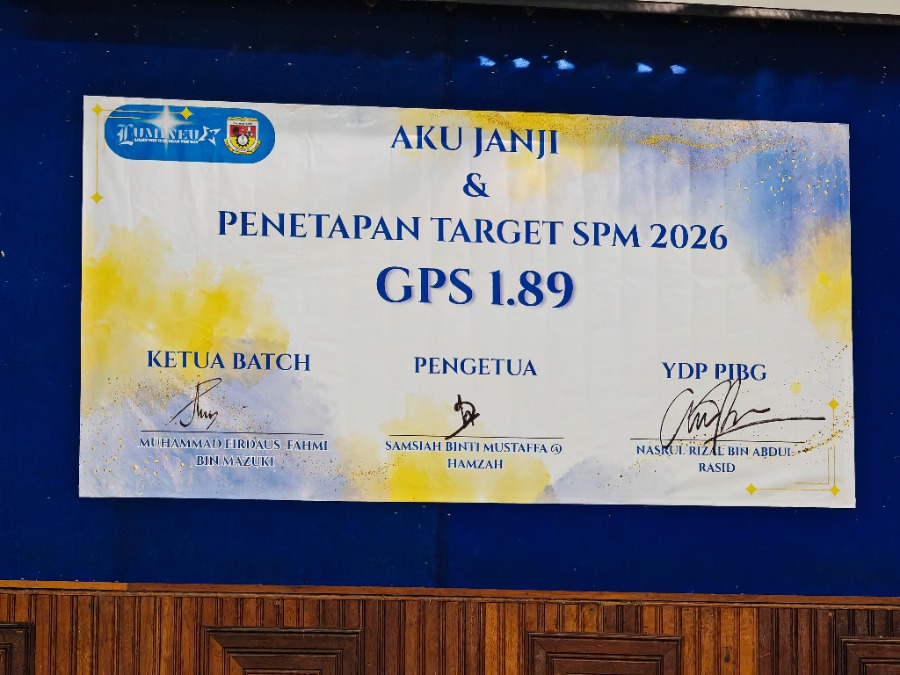 LUMINEUX
AKU JANJI
&
PENETAPAN TARGET SPM 2026
GPS 1.89
KETUA BATCH
PENGETUA
YDP PIBG
MUHAMMAD FIRDAUS FAHMI
BIN MAZUKI
SAMSIAH BINTI MUSTAFFA @
HAMZAH
NASRUL RIZAL BIN ABDUL
RASID